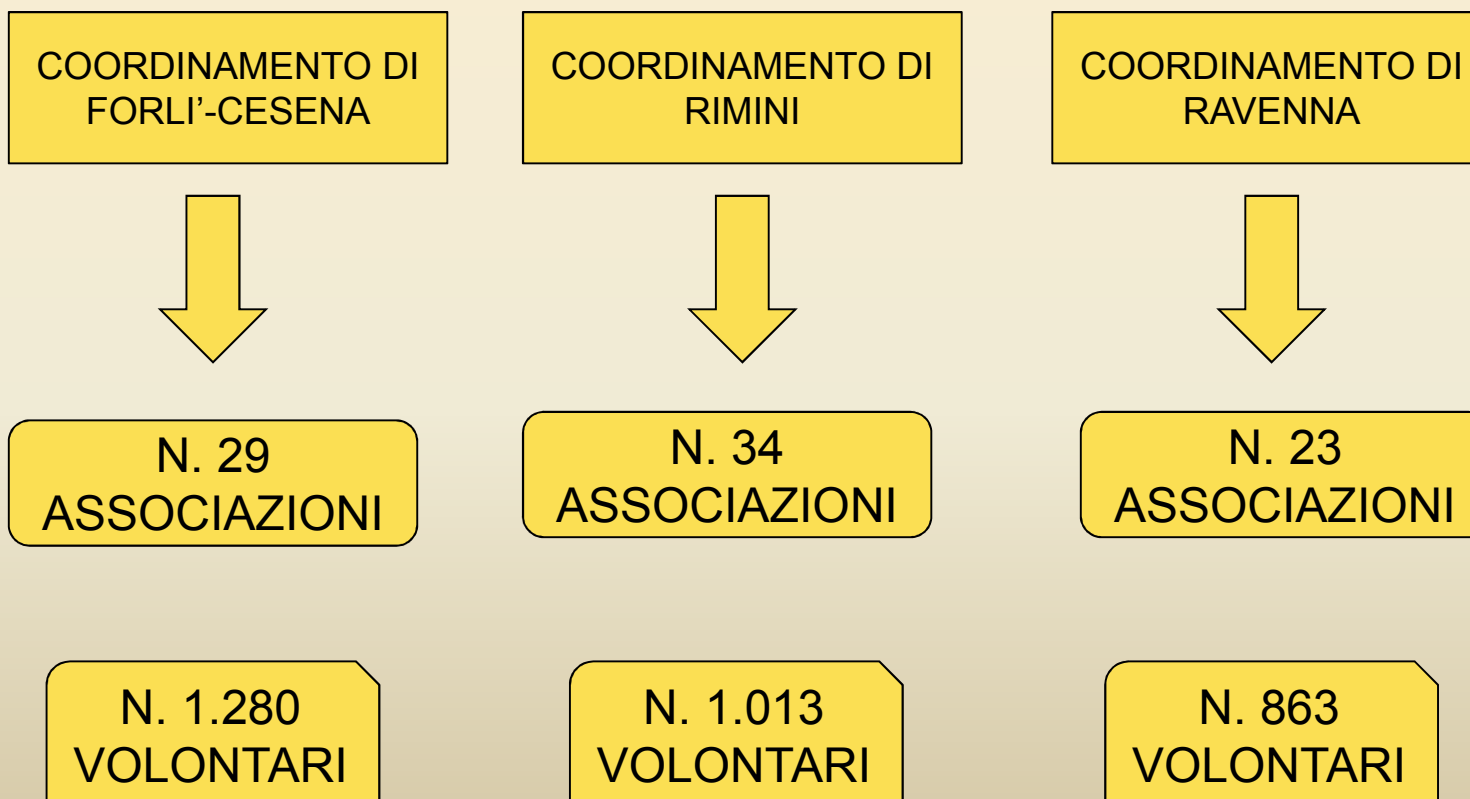 COORDINAMENTO DI
FORLI’-CESENA
COORDINAMENTO DI
RIMINI
COORDINAMENTO DI
RAVENNA
N. 29
ASSOCIAZIONI
N. 34
ASSOCIAZIONI
N. 23
ASSOCIAZIONI
N. 1.280
VOLONTARI
N. 1.013
VOLONTARI
N. 863
VOLONTARI